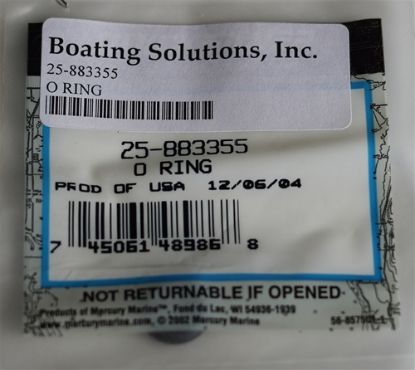 Boating Solutions, Inc.
25-883355
O RING
25-883355
O RING
PROD OF USA 12/06/04
7 45061 48986 8
NOT RETURNABLE IF OPENED
Products of Mercury Marine™, Fond du Lac, WI 54936-1939
www.mercurymarine.com, © 2002 Mercury Marine